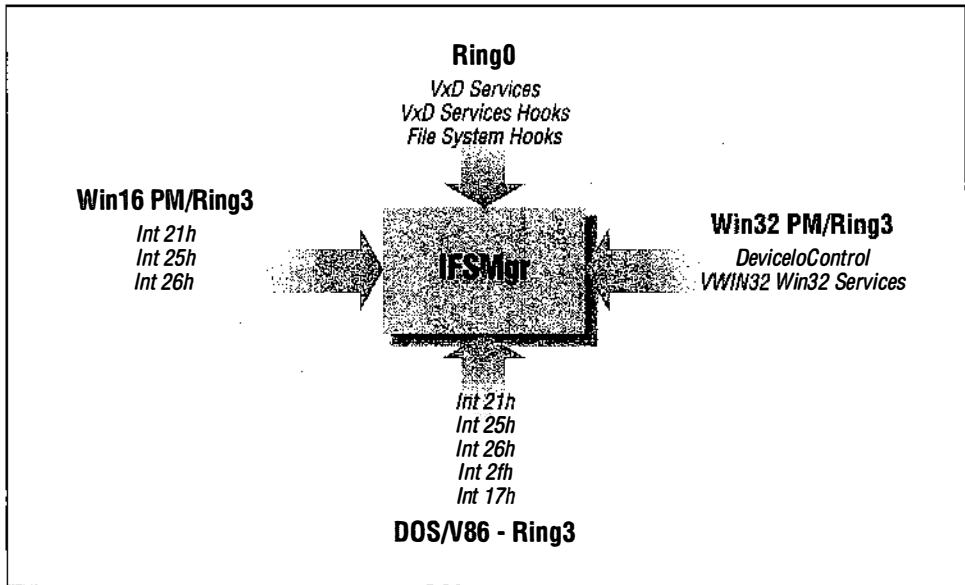 Ring0
VxD Services
VxD Services Hooks
File System Hooks
Win16 PM/Ring3
Int 21h
Int 25h
Int 26h
IFSMgr
Win32 PM/Ring3
DeviceIoControl
VWIN32 Win32 Services
Int 21h
Int 25h
Int 26h
Int 2fh
Int 17h
DOS/V86 - Ring3